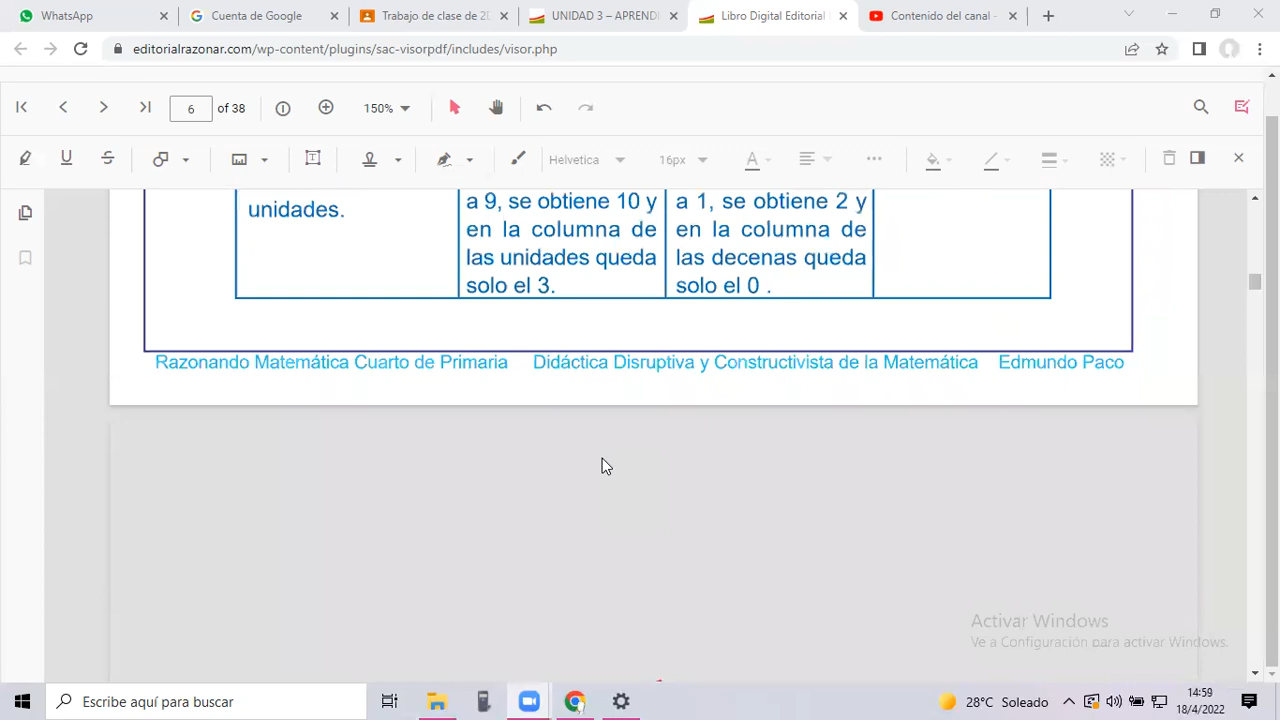 WhatsApp
Cuenta de Google
Trabajo de clase de 2D
UNIDAD 3 – APRENDI
Libro Digital Editorial
Contenido del canal -
editorialrazonar.com/wp-content/plugins/sac-visorpdf/includes/visor.php
6 of 38
150%
Helvetica
16px
unidades.
a 9, se obtiene 10 y
en la columna de
las unidades queda
solo el 3.
a 1, se obtiene 2 y
en la columna de
las decenas queda
solo el 0 .
Razonando Matemática Cuarto de Primaria Didáctica Disruptiva y Constructivista de la Matemática Edmundo Paco
Activar Windows
Ve a Configuración para activar Windows.
Escribe aquí para buscar
28°C Soleado
14:59
18/4/2022